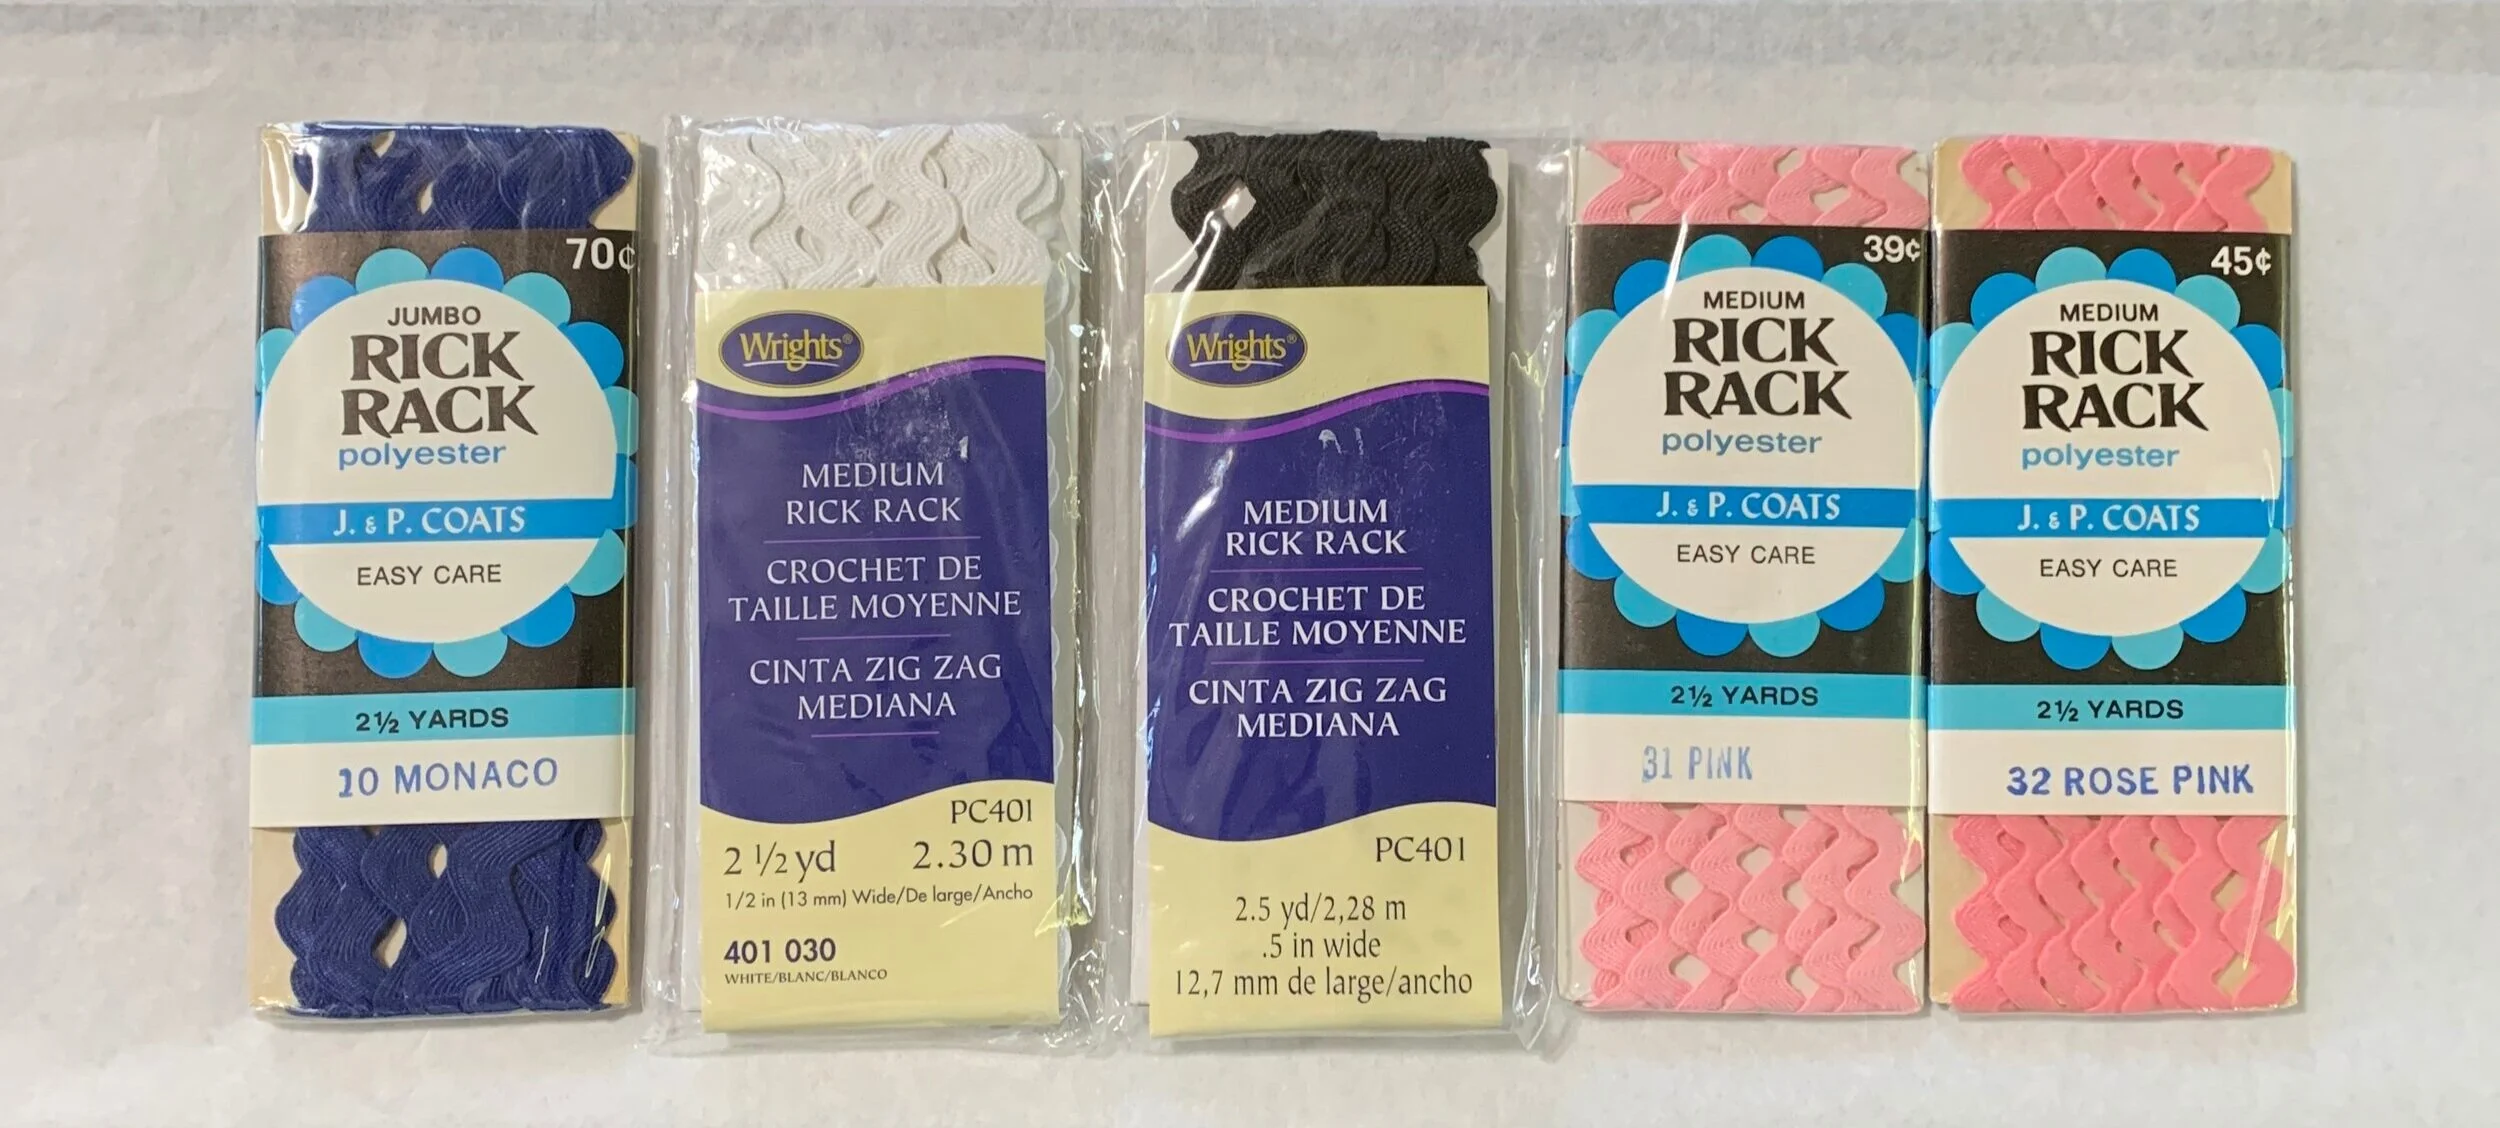 70¢
JUMBO
RICK
RACK
polyester
J. & P. COATS
EASY CARE
2½ YARDS
10 MONACO
Wrights®
MEDIUM
RICK RACK
CROCHET DE
TAILLE MOYENNE
CINTA ZIG ZAG
MEDIANA
PC401
2 1/2 yd 2.30 m
1/2 in (13 mm) Wide/De large/Ancho
401 030
WHITE/BLANC/BLANCO
Wrights®
MEDIUM
RICK RACK
CROCHET DE
TAILLE MOYENNE
CINTA ZIG ZAG
MEDIANA
PC401
2.5 yd/2,28 m
.5 in wide
12,7 mm de large/ancho
39¢
MEDIUM
RICK
RACK
polyester
J. & P. COATS
EASY CARE
2½ YARDS
31 PINK
45¢
MEDIUM
RICK
RACK
polyester
J. & P. COATS
EASY CARE
2½ YARDS
32 ROSE PINK